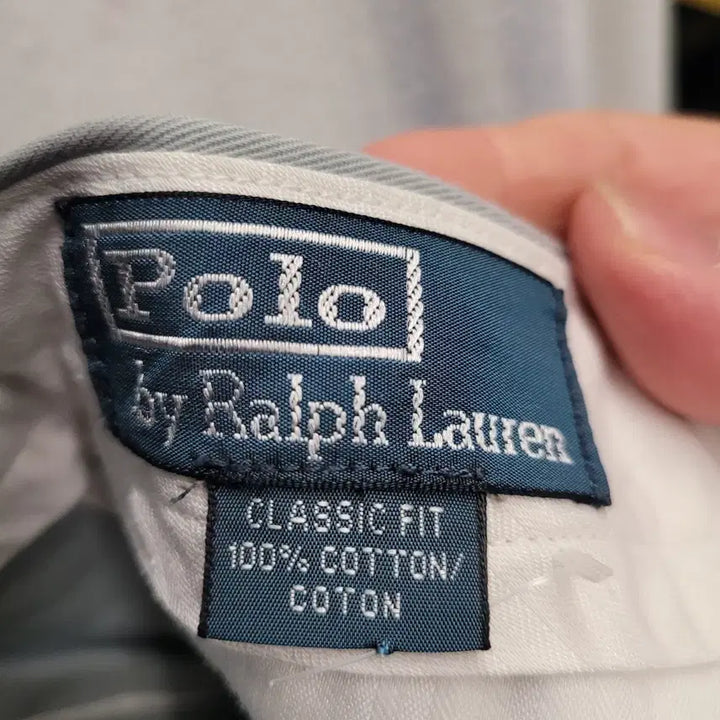 Polo
by Ralph Lauren
CLASSIC FIT
100% COTTON/
COTON